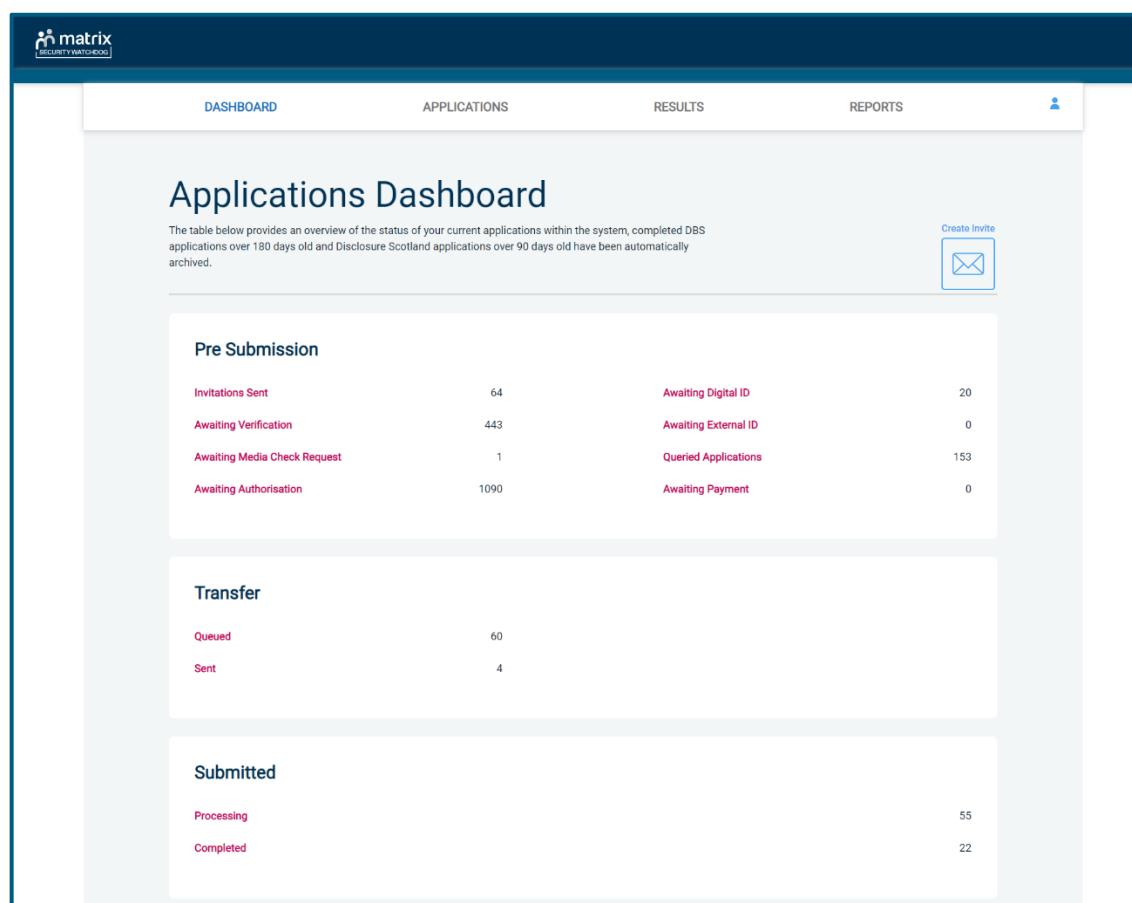 matrix
SECURITY WATCHDOG
DASHBOARD APPLICATIONS RESULTS REPORTS
Applications Dashboard
The table below provides an overview of the status of your current applications within the system, completed DBS
applications over 180 days old and Disclosure Scotland applications over 90 days old have been automatically
archived.
Create Invite
Pre Submission
Invitations Sent 64 Awaiting Digital ID 20
Awaiting Verification 443 Awaiting External ID 0
Awaiting Media Check Request 1 Queried Applications 153
Awaiting Authorisation 1090 Awaiting Payment 0
Transfer
Queued 60
Sent 4
Submitted
Processing 55
Completed 22